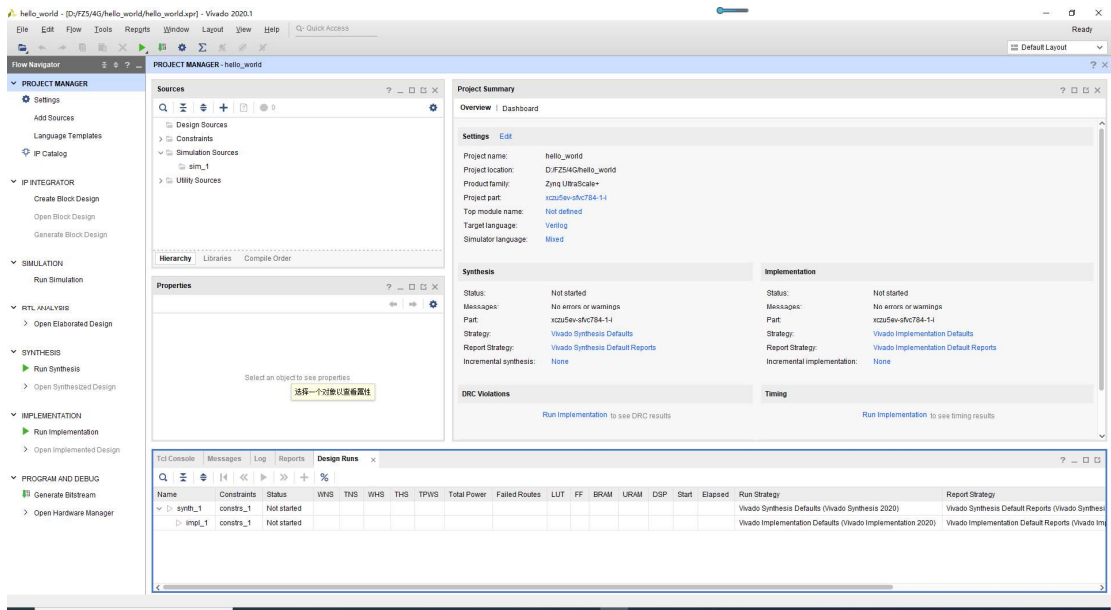 hello_world - [D:/FZ5/4G/hello_world/hello_world.xpr] - Vivado 2020.1
File Edit Flow Tools Reports Window Layout View Help Q- Quick Access
Ready
Default Layout
Flow Navigator
PROJECT MANAGER - hello_world
PROJECT MANAGER
Settings
Add Sources
Language Templates
IP Catalog
IP INTEGRATOR
Create Block Design
Open Block Design
Generate Block Design
SIMULATION
Run Simulation
RTL ANALYSIS
Open Elaborated Design
SYNTHESIS
Run Synthesis
Open Synthesized Design
IMPLEMENTATION
Run Implementation
Open Implemented Design
PROGRAM AND DEBUG
Generate Bitstream
Open Hardware Manager
Sources
0
Design Sources
Constraints
Simulation Sources
sim_1
Utility Sources
Hierarchy Libraries Compile Order
Properties
Select an object to see properties
选择一个对象以查看属性
Project Summary
Overview | Dashboard
Settings Edit
Project name: hello_world
Project location: D:/FZ5/4G/hello_world
Product family: Zynq UltraScale+
Project part: xczu5ev-sfvc784-1-i
Top module name: Not defined
Target language: Verilog
Simulator language: Mixed
Synthesis
Status: Not started
Messages: No errors or warnings
Part: xczu5ev-sfvc784-1-i
Strategy: Vivado Synthesis Defaults
Report Strategy: Vivado Synthesis Default Reports
Incremental synthesis: None
Implementation
Status: Not started
Messages: No errors or warnings
Part: xczu5ev-sfvc784-1-i
Strategy: Vivado Implementation Defaults
Report Strategy: Vivado Implementation Default Reports
Incremental implementation: None
DRC Violations
Run Implementation to see DRC results
Timing
Run Implementation to see timing results
Tcl Console Messages Log Reports Design Runs
Name Constraints Status WNS TNS WHS THS TPWS Total Power Failed Routes LUT FF BRAM URAM DSP Start Elapsed Run Strategy Report Strategy
synth_1 constrs_1 Not started Vivado Synthesis Defaults (Vivado Synthesis 2020) Vivado Synthesis Default Reports (Vivado Synthesi
impl_1 constrs_1 Not started Vivado Implementation Defaults (Vivado Implementation 2020) Vivado Implementation Default Reports (Vivado Im